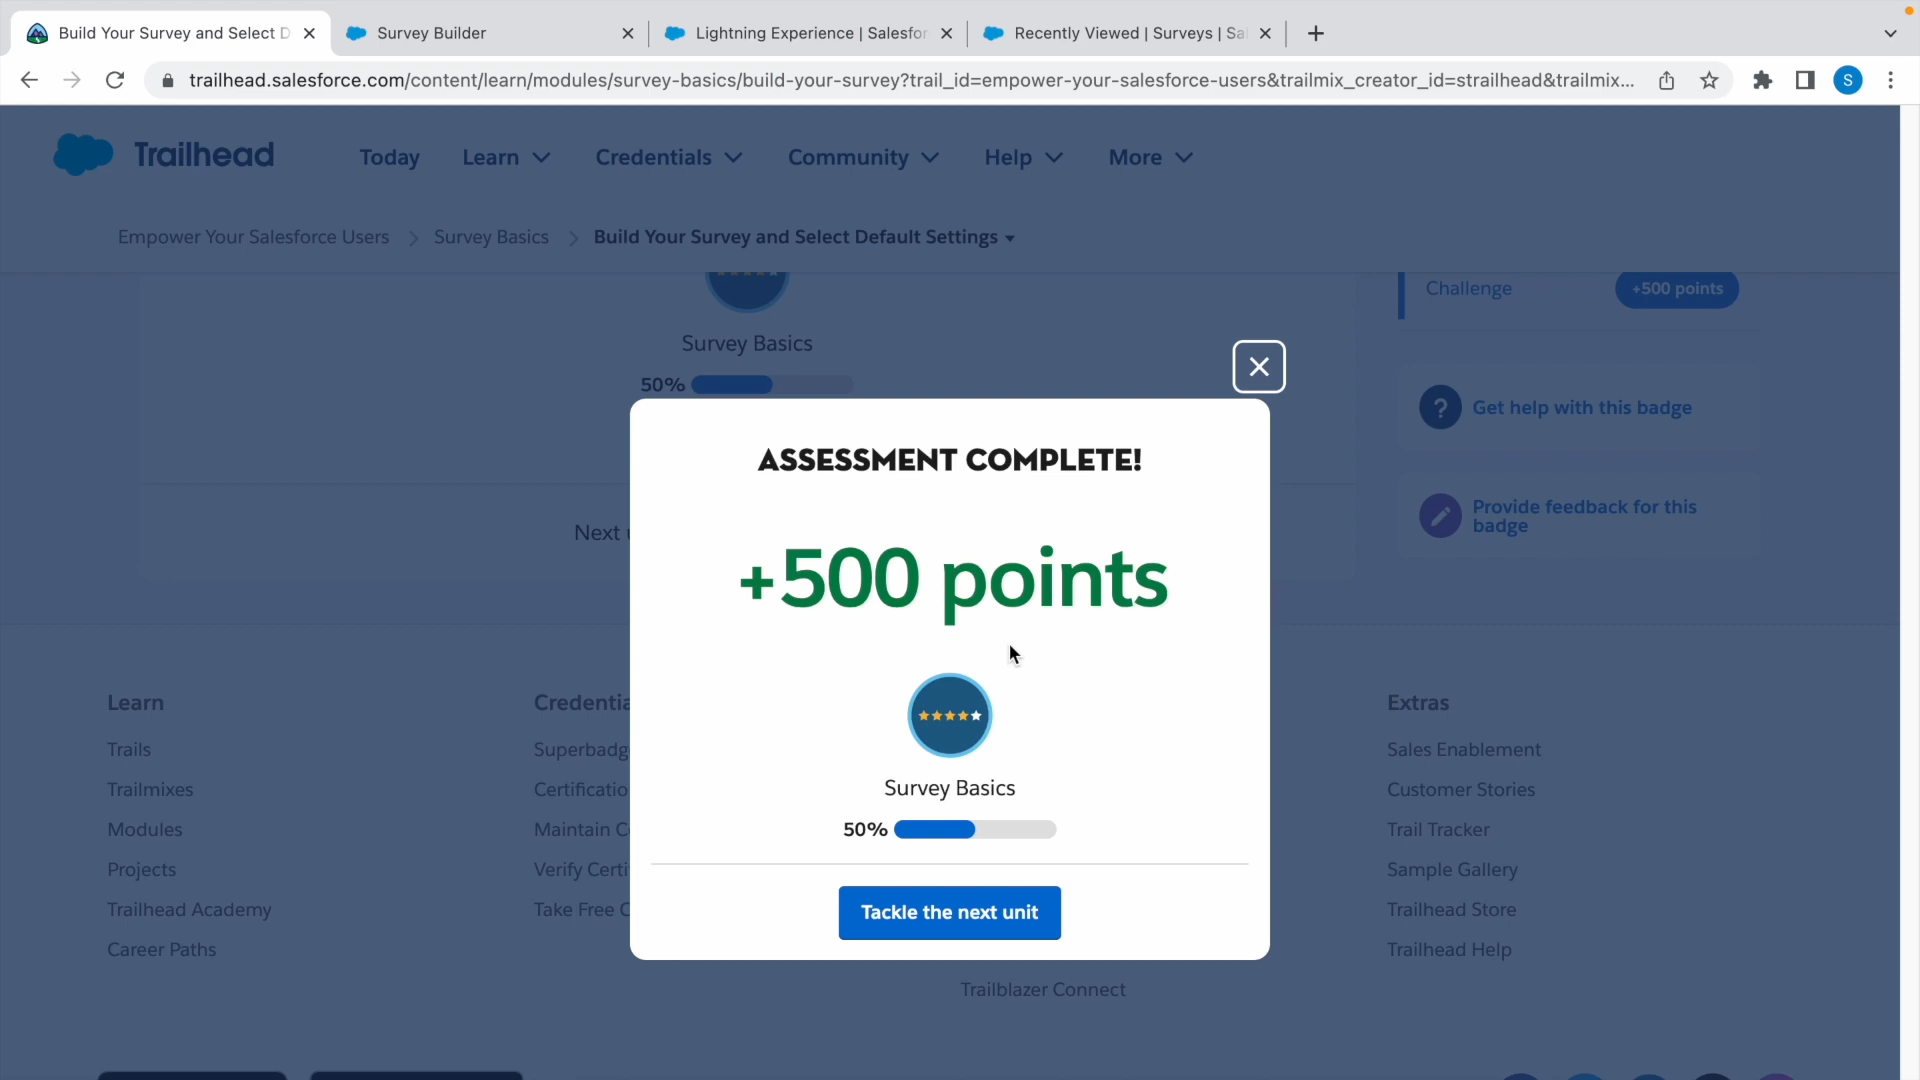 Build Your Survey and Select D
Survey Builder
Lightning Experience | Salesfor
Recently Viewed | Surveys | Sa
trailhead.salesforce.com/content/learn/modules/survey-basics/build-your-survey?trail_id=empower-your-salesforce-users&trailmix_creator_id=strailhead&trailmix...
S
Trailhead
Today
Learn
Credentials
Community
Help
More
Empower Your Salesforce Users
Survey Basics
Build Your Survey and Select Default Settings
Challenge
+500 points
Survey Basics
50%
Get help with this badge
Provide feedback for this
badge
Next
ASSESSMENT COMPLETE!
+500 points
Survey Basics
50%
Tackle the next unit
Learn
Trails
Trailmixes
Modules
Projects
Trailhead Academy
Career Paths
Credentia
Superbadg
Certificatio
Maintain C
Verify Certi
Take Free C
Trailblazer Connect
Extras
Sales Enablement
Customer Stories
Trail Tracker
Sample Gallery
Trailhead Store
Trailhead Help